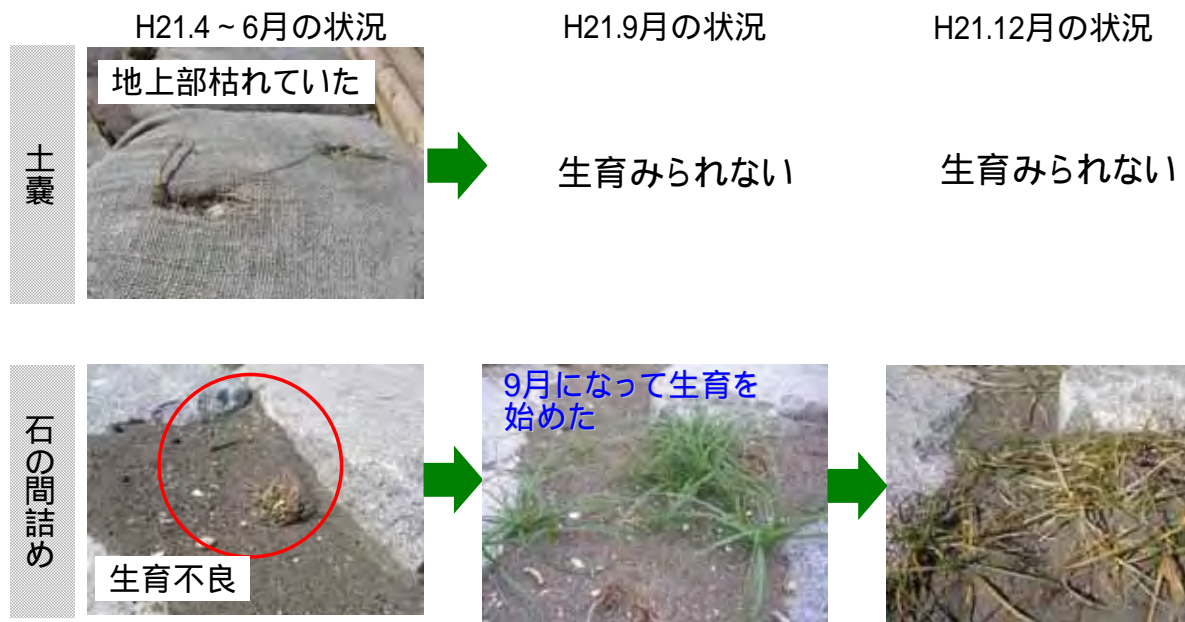 H21.4~6月の状況
H21.9月の状況
H21.12月の状況
土嚢
地上部枯れていた
生育みられない
生育みられない
石の間詰め
生育不良
9月になって生育を
始めた